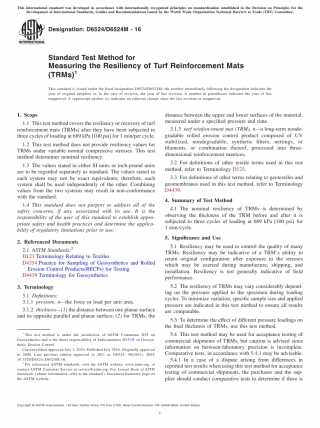 This international standard was developed in accordance with internationally recognized principles on standardization established in the Decision on Principles for the
Development of International Standards, Guides and Recommendations issued by the World Trade Organization Technical Barriers to Trade (TBT) Committee.
INTERNATIONAL
Designation: D6524/D6524M – 16
Standard Test Method for
Measuring the Resiliency of Turf Reinforcement Mats
(TRMs)1
This standard is issued under the fixed designation D6524/D6524M; the number immediately following the designation indicates the
year of original adoption or, in the case of revision, the year of last revision. A number in parentheses indicates the year of last
reapproval. A superscript epsilon (ε) indicates an editorial change since the last revision or reapproval.
1. Scope
1.1 This test method covers the resiliency or recovery of turf
reinforcement mats (TRMs) after they have been subjected to
three cycles of loading at 689 kPa [100 psi] for 1 min/per cycle.
1.2 This test method does not provide resiliency values for
TRMs under variable normal compressive stresses. This test
method determines nominal resiliency.
1.3 The values stated in either SI units or inch-pound units
are to be regarded separately as standard. The values stated in
each system may not be exact equivalents; therefore, each
system shall be used independently of the other. Combining
values from the two systems may result in non-conformance
with the standard.
1.4 This standard does not purport to address all of the
safety concerns, if any, associated with its use. It is the
responsibility of the user of this standard to establish appro-
priate safety and health practices and determine the applica-
bility of regulatory limitations prior to use.
2. Referenced Documents
2.1 ASTM Standards:2
D123 Terminology Relating to Textiles
D4354 Practice for Sampling of Geosynthetics and Rolled
Erosion Control Products(RECPs) for Testing
D4439 Terminology for Geosynthetics
3. Terminology
3.1 Definitions:
3.1.1 pressure, n—the force or load per unit area.
3.1.2 thickness—(1) the distance between one planar surface
and its opposite parallel and planar surface; (2) for TRMs, the
1 This test method is under the jurisdiction of ASTM Committee D35 on
Geosynthetics and is the direct responsibility of Subcommittee D35.05 on Geosyn-
thetic Erosion Control.
Current edition approved July 1, 2016. Published July 2016. Originally approved
in 2000. Last previous edition approved in 2011 as
2 For referenced ASTM standards, visit the ASTM website, www.astm.org, or
contact ASTM Customer Service at service@astm.org. For Annual Book of ASTM
Standards volume information, refer to the standard's Document Summary page on
the ASTM website.
distance between the upper and lower surfaces of the material,
measured under a specified pressure and time.
3.1.3 turf reinforcement mat (TRM), n—a long-term nonde-
gradable rolled erosion control product composed of UV
stabilized, nondegradable, synthetic fibers, nettings, or
filaments, or combination thereof, processed into three-
dimensional reinforcement matrices.
3.2 For definitions of other textile terms used in this test
method, refer to Terminology D123.
3.3 For definitions of other terms relating to geotextiles and
geomembranes used in this test method, refer to Terminology
D4439.
4. Summary of Test Method
4.1 The nominal resiliency of TRMs is determined by
observing the thickness of the TRM before and after it is
subjected to three cycles of loading at 689 kPa [100 psi] for
1 min/cycle.
5. Significance and Use
5.1 Resiliency may be used to control the quality of many
TRMs. Resiliency may be indicative of a TRM's ability to
retain original configuration after exposure to the stresses
which may be exerted during manufacture, shipping, and
installation. Resiliency is not generally indicative of field
performance.
5.2 The resiliency of TRMs may vary considerably depend-
ing on the pressure applied to the specimen during loading
cycles. To minimize variation, specific sample size and applied
pressure are indicated in this test method to ensure all results
are comparable.
5.3 To determine the effect of different pressure loadings on
the final thickness of TRMs, use this test method.
5.4 This test method may be used for acceptance testing of
commercial shipments of TRMs, but caution is advised since
information on between-laboratory precision is incomplete.
Comparative tests, in accordance with 5.4.1 may be advisable.
5.4.1 In case of a dispute arising from differences in
reported test results when using this test method for acceptance
testing of commercial shipments, the purchaser and the sup-
plier should conduct comparative tests to determine if there is
Copyright © ASTM International, 100 Barr Harbor Drive, PO Box C700, West Conshohocken, PA 19428-2959. United States
1